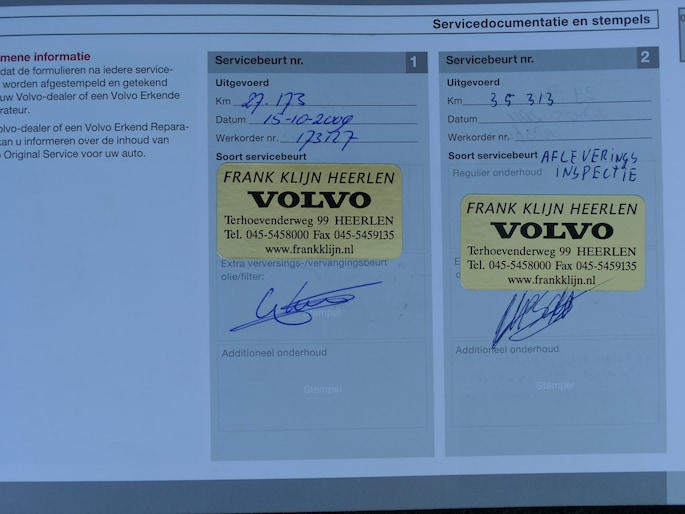 Servicedocumentatie en stempels
mene informatie
dat de formulieren na iedere service-
worden afgestempeld en getekend
uw Volvo-dealer of een Volvo Erkende
rateur.
olvo-dealer of een Volvo Erkend Repara-
kan u informeren over de inhoud van
Original Service voor uw auto.
Servicebeurt nr. 1
Uitgevoerd
Km 27.173
Datum 15-10-2009
Werkorder nr. 173127
Soort servicebeurt
FRANK KLIJN HEERLEN
VOLVO
Terhoevenderweg 99 HEERLEN
Tel. 045-5458000 Fax 045-5459135
www.frankklijn.nl
Extra verversings-/vervangingsbeurt
olie/filter:
mpel
Additioneel onderhoud
Stempel
Servicebeurt nr. 2
Uitgevoerd
Km 35 313
Datum
Werkorder nr.
Soort servicebeurt AFLEVERINGS
Regulier onderhoud INSPECTIE
FRANK KLIJN HEERLEN
VOLVO
Terhoevenderweg 99 HEERLEN
Tel. 045-5458000 Fax 045-5459135
www.frankklijn.nl
Additioneel onderhoud
Stempel